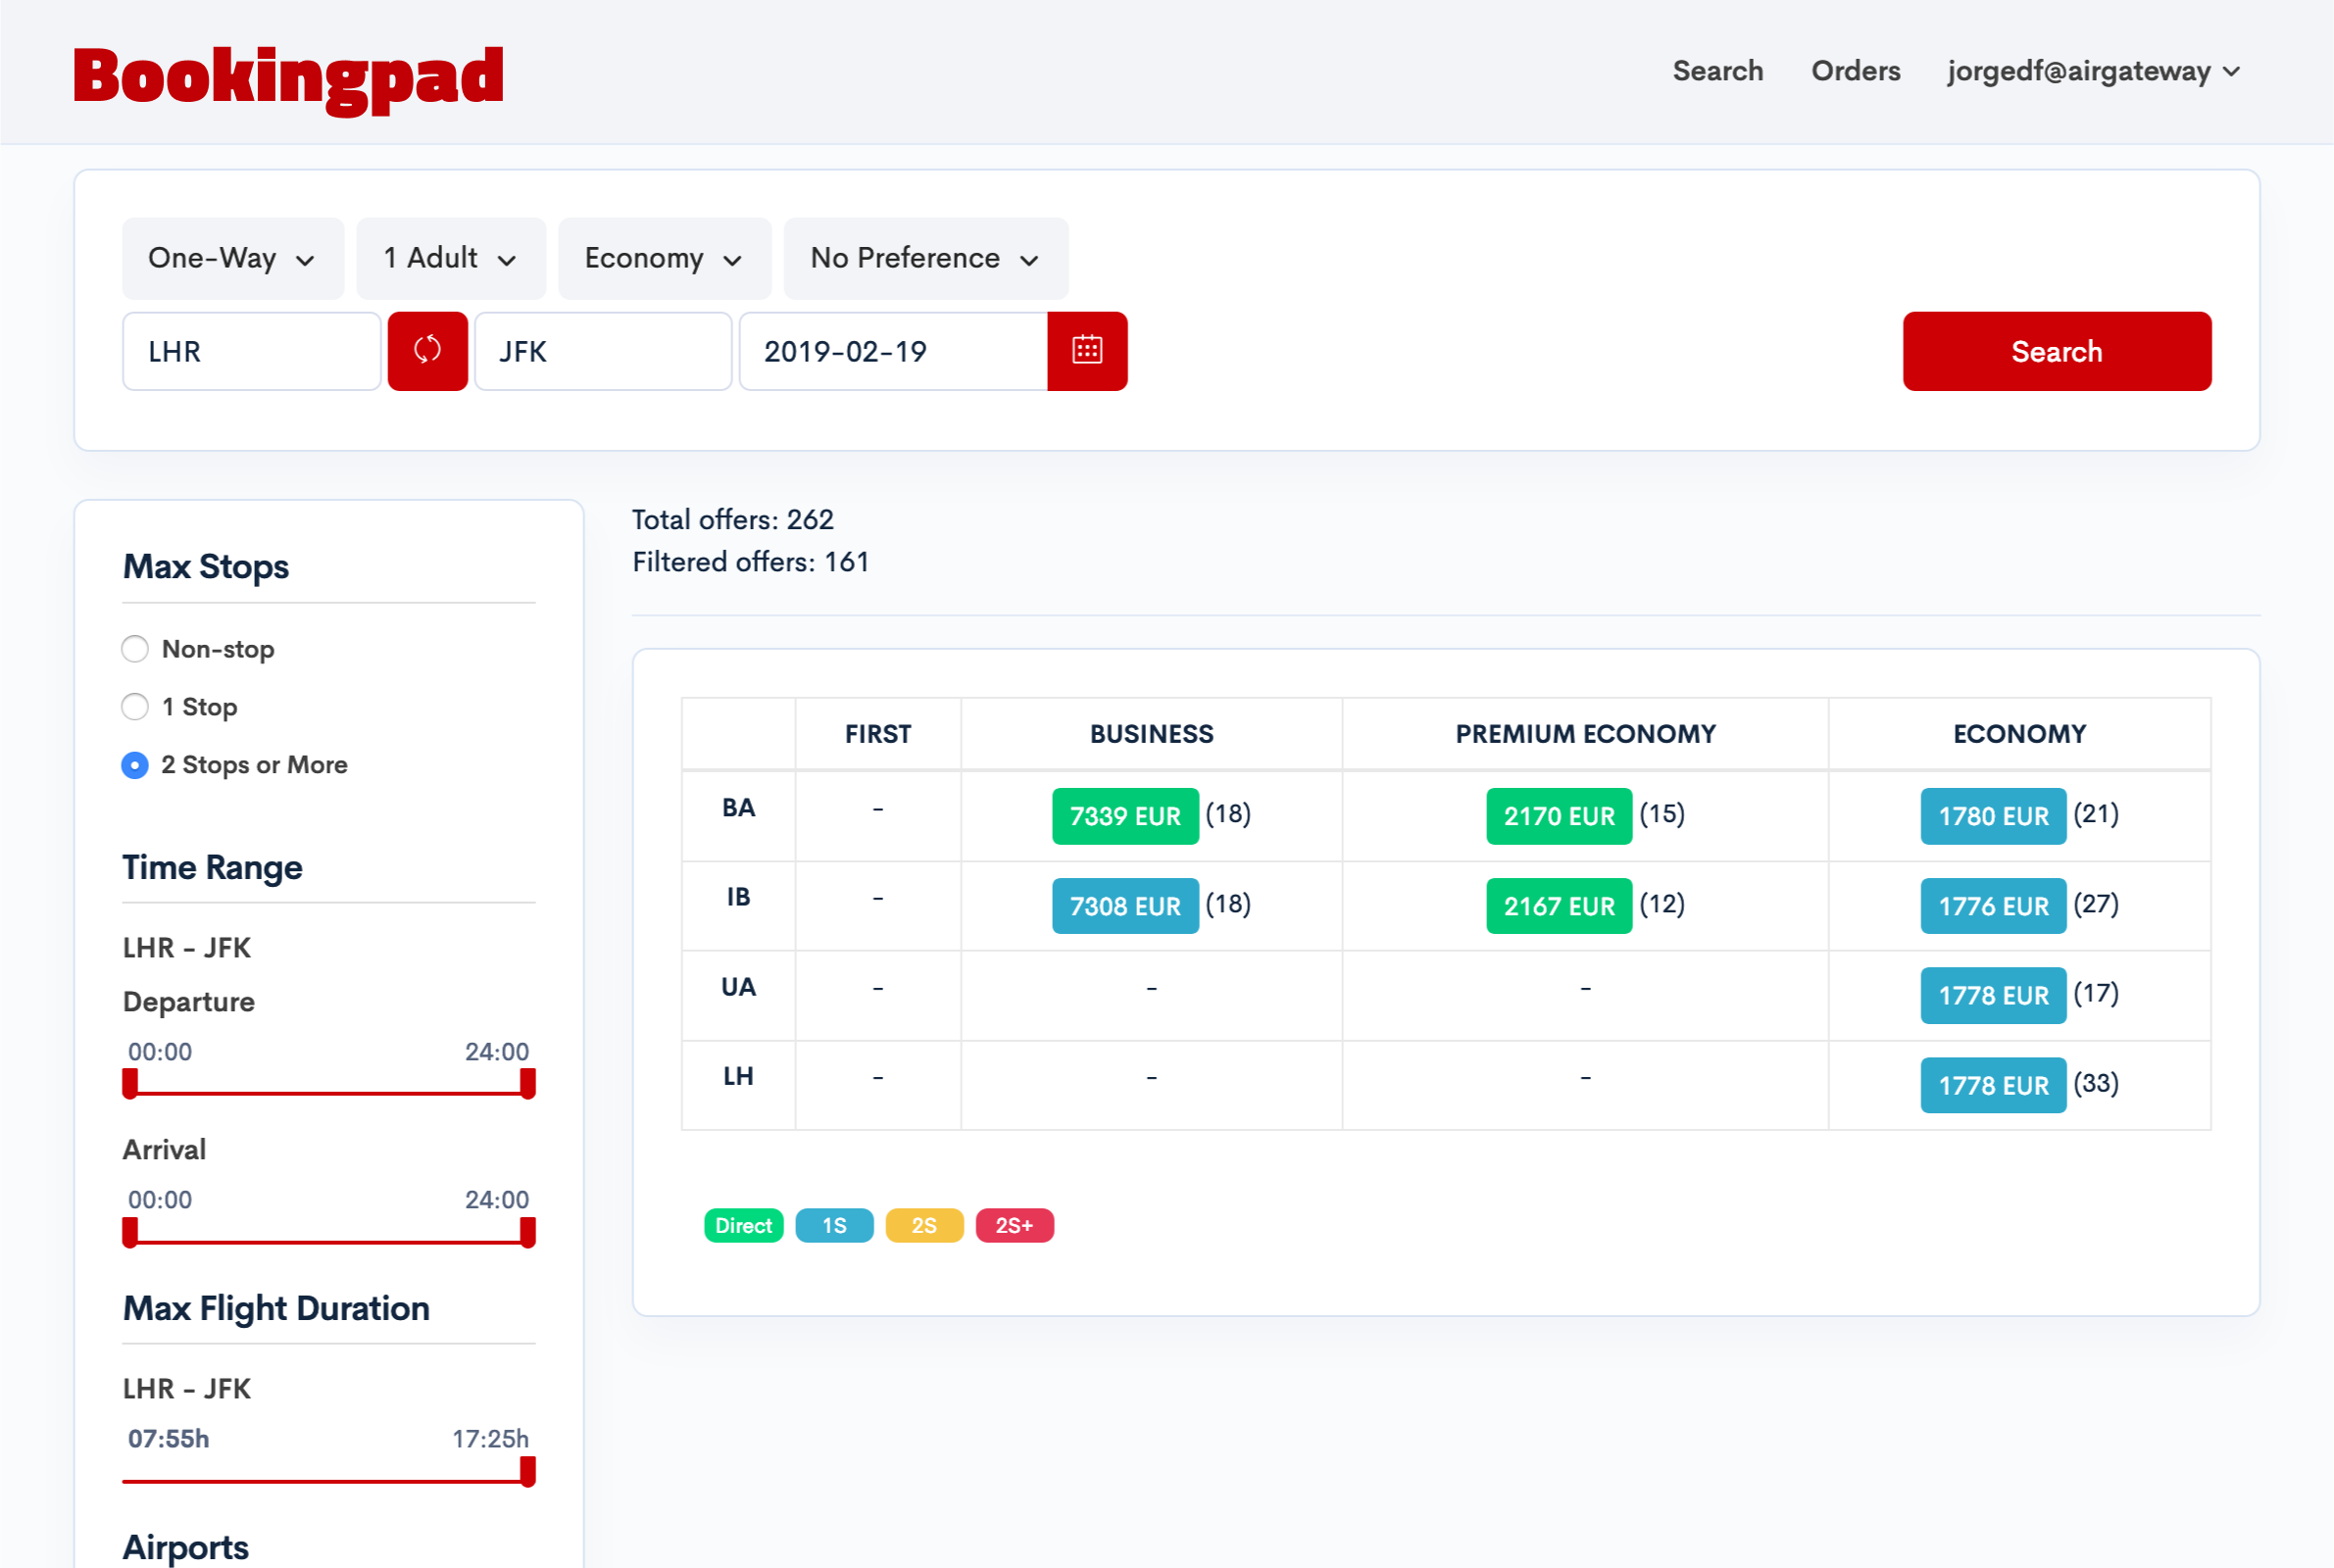 Bookingpad
Search Orders jorgedf@airgateway
One-Way 1 Adult Economy No Preference
LHR JFK 2019-02-19 Search
Total offers: 262
Filtered offers: 161
Max Stops
Non-stop
1 Stop
2 Stops or More
Time Range
LHR - JFK
Departure
00:00 24:00
Arrival
00:00 24:00
Max Flight Duration
LHR - JFK
07:55h 17:25h
Airports
FIRST BUSINESS PREMIUM ECONOMY ECONOMY
BA - 7339 EUR (18) 2170 EUR (15) 1780 EUR (21)
IB - 7308 EUR (18) 2167 EUR (12) 1776 EUR (27)
UA - - - 1778 EUR (17)
LH - - - 1778 EUR (33)
Direct 1S 2S 2S+